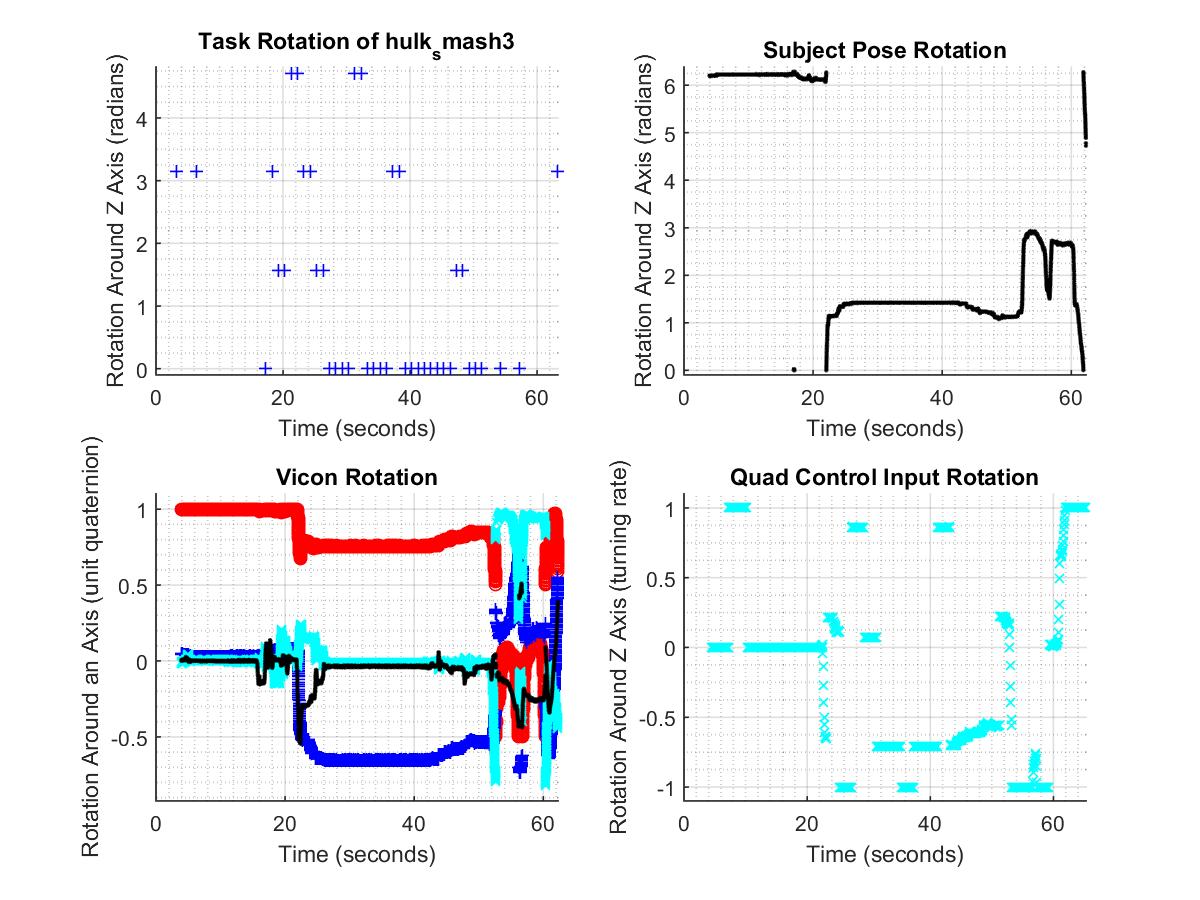 Task Rotation of hulk_smash3
Rotation Around Z Axis (radians)
4
3
2
1
0
0 20 40 60
Time (seconds)
Subject Pose Rotation
Rotation Around Z Axis (radians)
6
5
4
3
2
1
0
0 20 40 60
Time (seconds)
Vicon Rotation
Rotation Around an Axis (unit quaternion)
1
0.5
0
-0.5
0 20 40 60
Time (seconds)
Quad Control Input Rotation
Rotation Around Z Axis (turning rate)
1
0.5
0
-0.5
-1
0 20 40 60
Time (seconds)